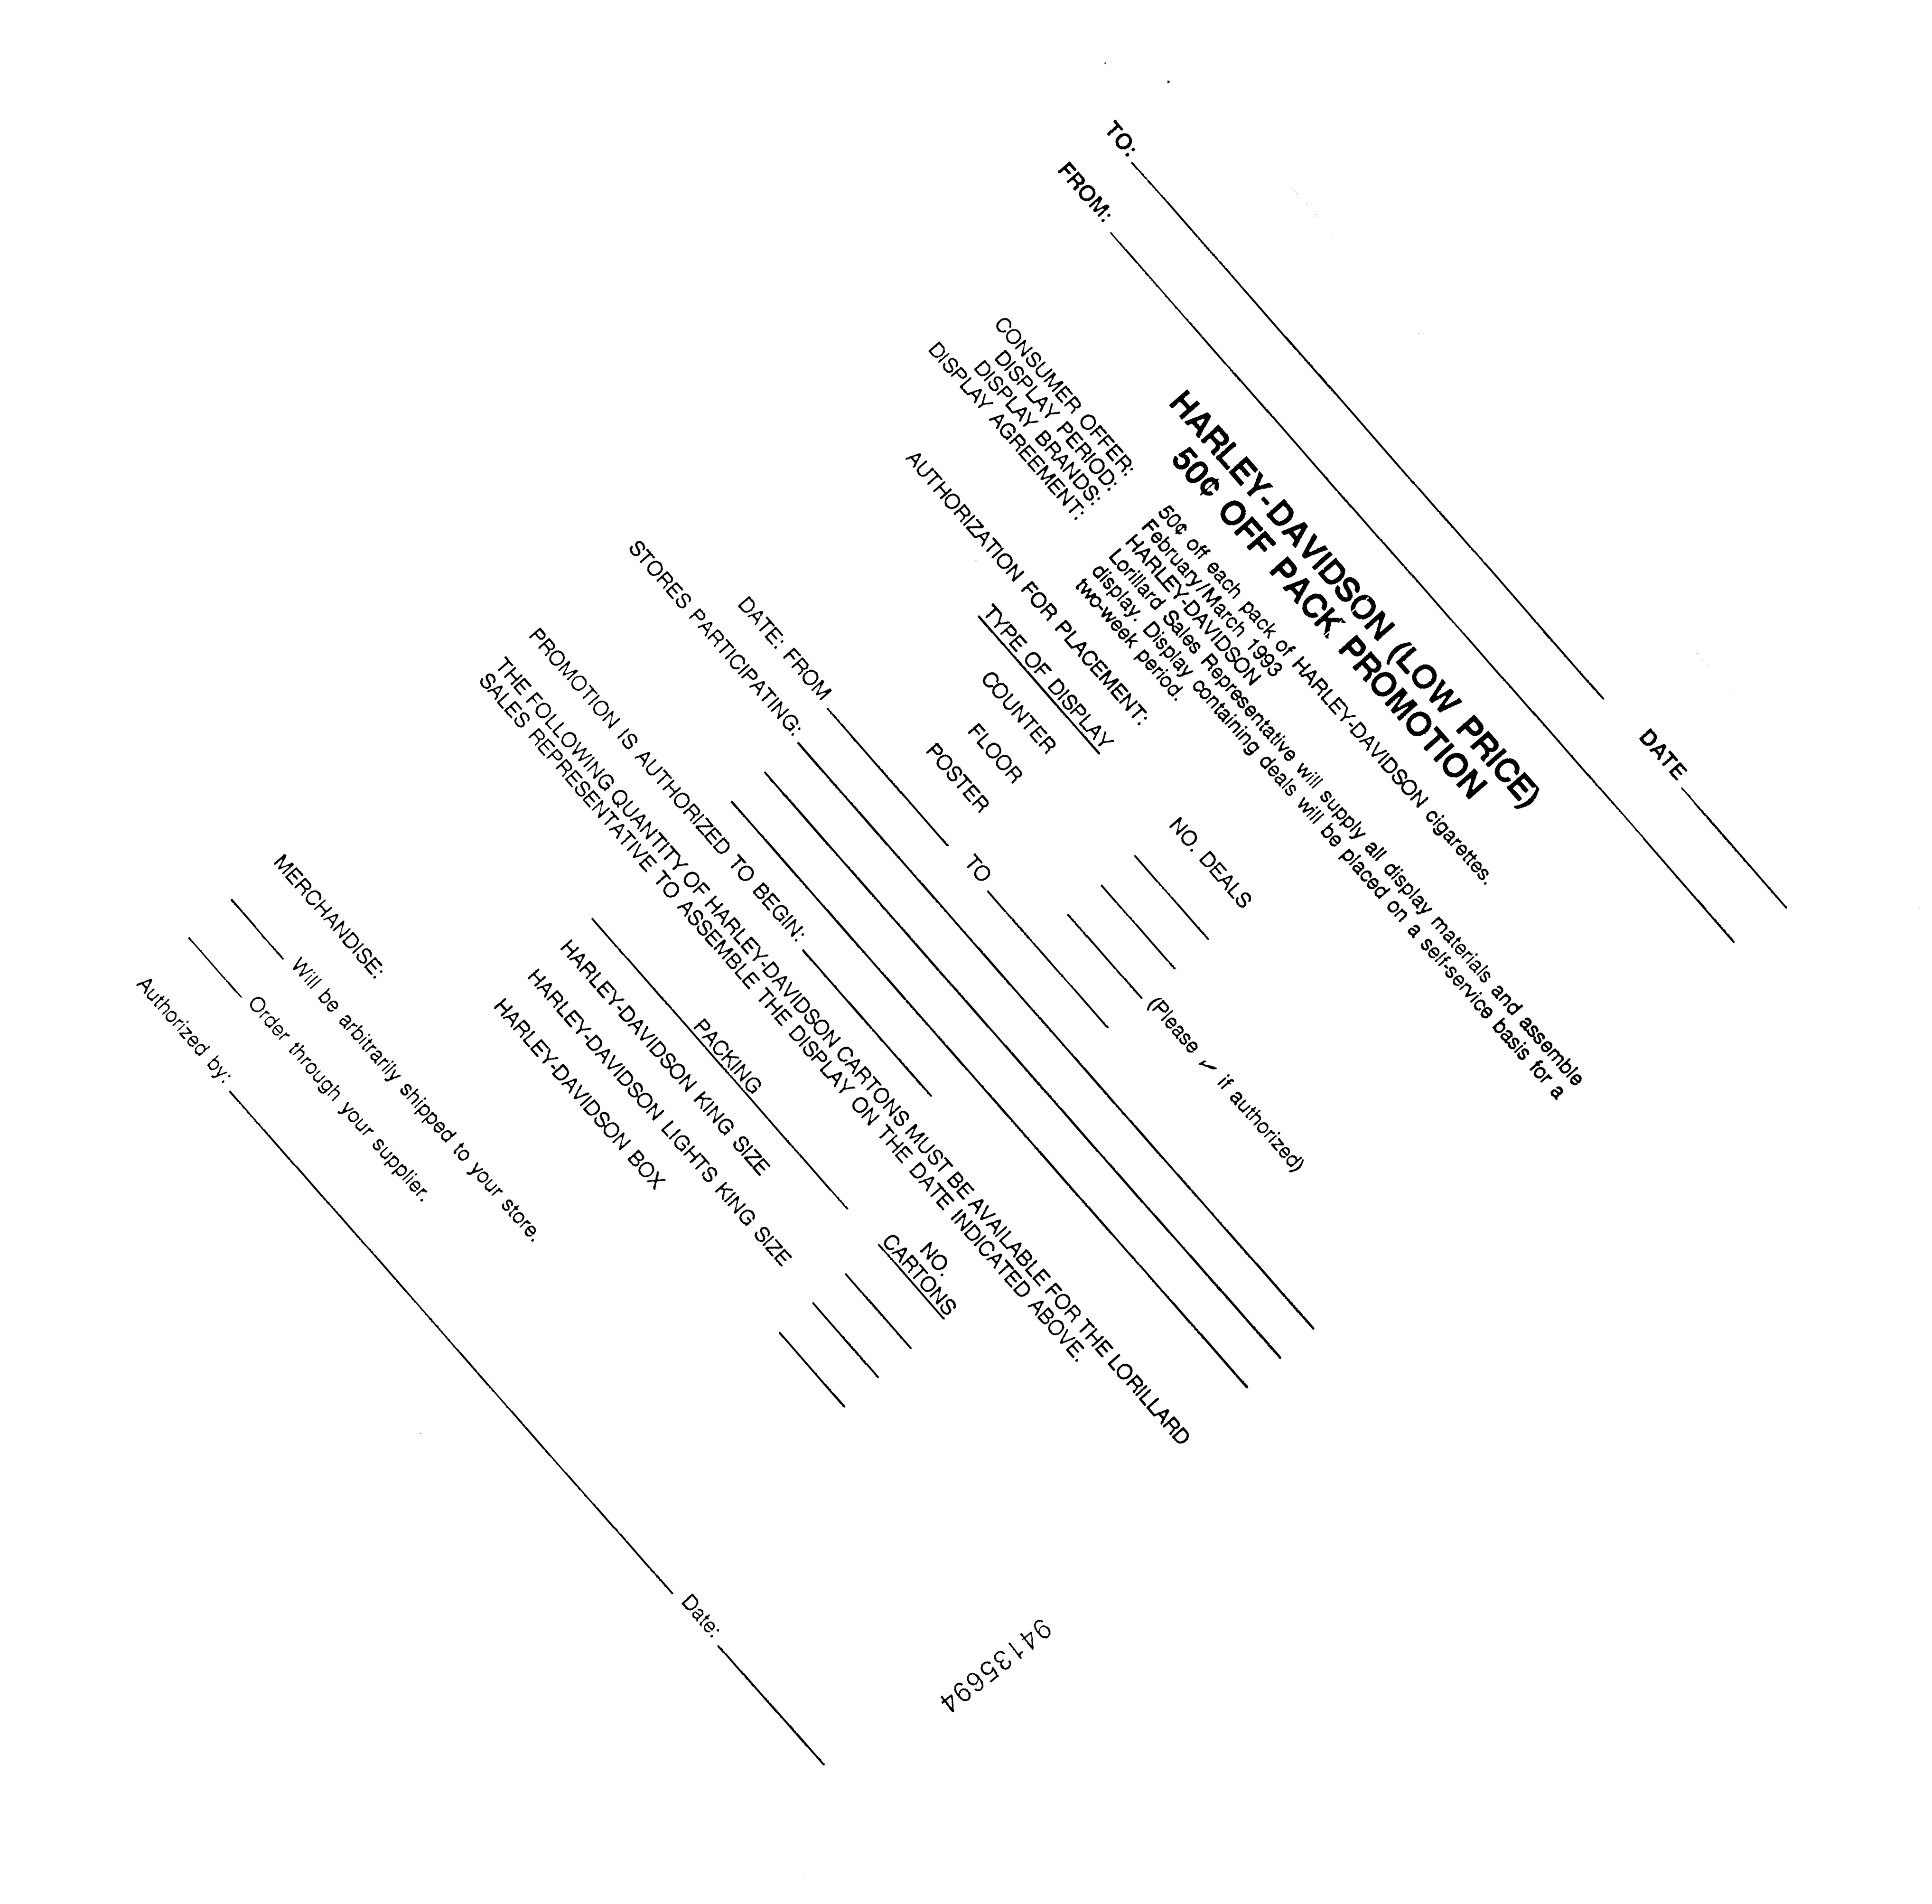 TO: DATE
FROM:
HARLEY-DAVIDSON (LOW PRICE)
50¢ OFF PACK PROMOTION
CONSUMER OFFER: 50¢ off each pack of HARLEY-DAVIDSON cigarettes.
DISPLAY PERIOD: February/March 1993
DISPLAY BRANDS: HARLEY-DAVIDSON
DISPLAY AGREEMENT: Lorillard Sales Representative will supply all display materials and assemble
display. Display containing deals will be placed on a self-service basis for a
two-week period.
AUTHORIZATION FOR PLACEMENT:
TYPE OF DISPLAY NO. DEALS
COUNTER
FLOOR
POSTER (Please ✓ if authorized)
DATE: FROM TO
STORES PARTICIPATING:
PROMOTION IS AUTHORIZED TO BEGIN:
THE FOLLOWING QUANTITY OF HARLEY-DAVIDSON CARTONS MUST BE AVAILABLE FOR THE LORILLARD
SALES REPRESENTATIVE TO ASSEMBLE THE DISPLAY ON THE DATE INDICATED ABOVE.
NO.
PACKING CARTONS
HARLEY-DAVIDSON KING SIZE
HARLEY-DAVIDSON LIGHTS KING SIZE
HARLEY-DAVIDSON BOX
MERCHANDISE:
Will be arbitrarily shipped to your store.
Order through your supplier.
Authorized by: Date:
94135694